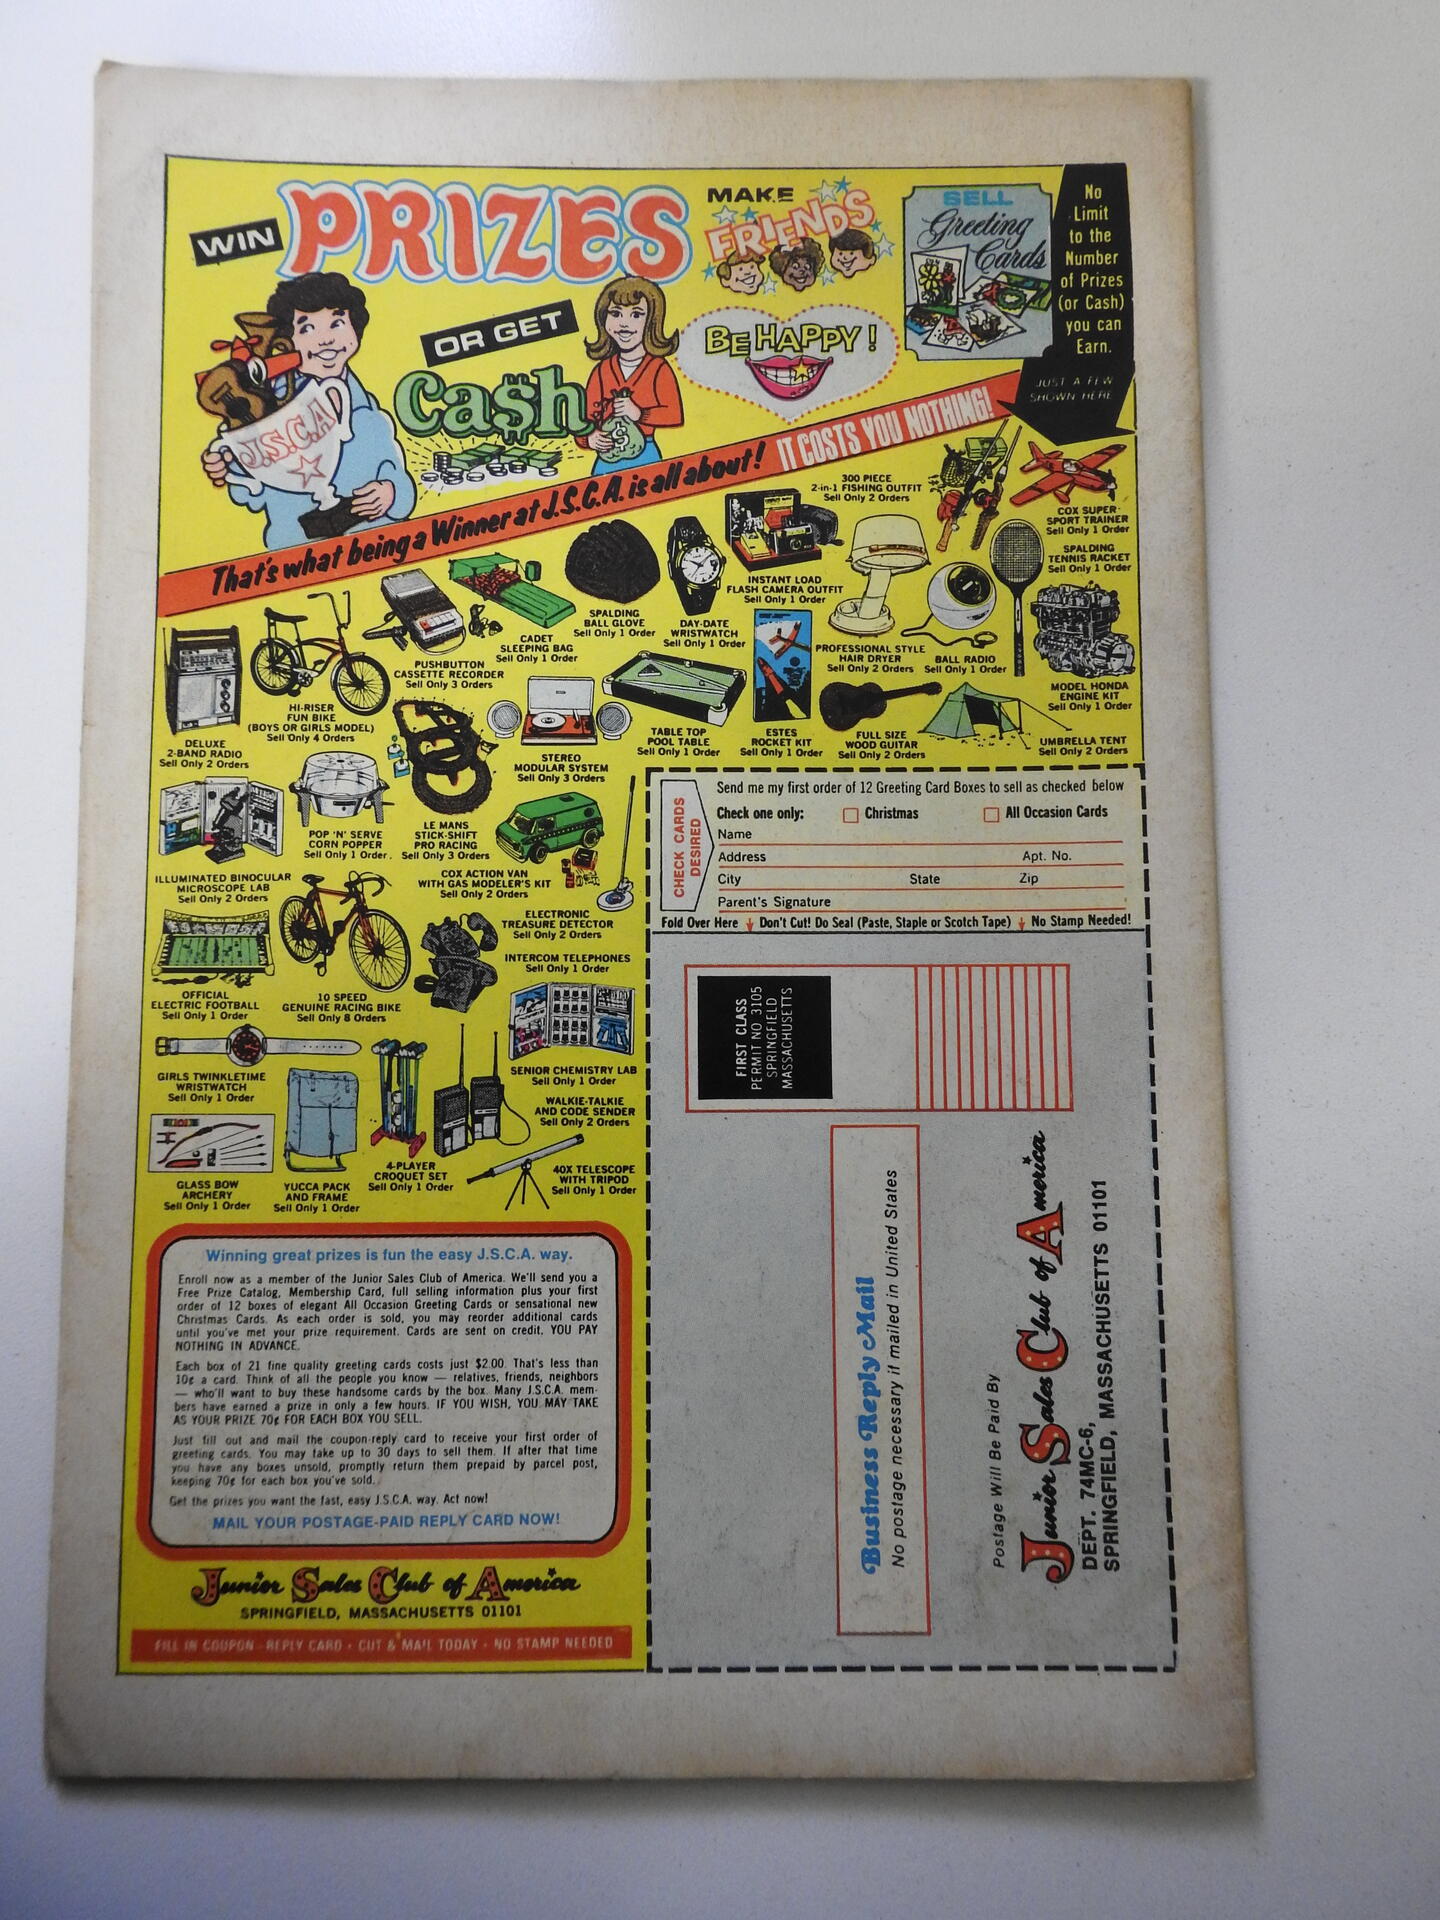 WIN PRIZES
OR GET
Cash
MAKE
FRIENDS
BE HAPPY!
SELL
Greeting
Cards
No
Limit
to the
Number
of Prizes
(or Cash)
you can
Earn.
JUST A FEW
SHOWN HERE
J.S.C.A.
That's what being a Winner at J.S.C.A. is all about! IT COSTS YOU NOTHING!
300 PIECE
2-in-1 FISHING OUTFIT
Sell Only 2 Orders
COX SUPER-
SPORT TRAINER
Sell Only 1 Order
SPALDING
TENNIS RACKET
Sell Only 1 Order
INSTANT LOAD
FLASH CAMERA OUTFIT
Sell Only 1 Order
SPALDING
BALL GLOVE
Sell Only 1 Order
DAY-DATE
WRISTWATCH
Sell Only 1 Order
CADET
SLEEPING BAG
Sell Only 1 Order
PUSHBUTTON
CASSETTE RECORDER
Sell Only 3 Orders
PROFESSIONAL STYLE
HAIR DRYER
Sell Only 2 Orders
BALL RADIO
Sell Only 1 Order
MODEL HONDA
ENGINE KIT
Sell Only 1 Order
HI-RISER
FUN BIKE
(BOYS OR GIRLS MODEL)
Sell Only 4 Orders
DELUXE
2-BAND RADIO
Sell Only 2 Orders
STEREO
MODULAR SYSTEM
Sell Only 3 Orders
TABLE TOP
POOL TABLE
Sell Only 1 Order
ESTES
ROCKET KIT
Sell Only 1 Order
FULL SIZE
WOOD GUITAR
Sell Only 2 Orders
UMBRELLA TENT
Sell Only 2 Orders
POP 'N' SERVE
CORN POPPER
Sell Only 1 Order.
LE MANS
STICK-SHIFT
PRO RACING
Sell Only 3 Orders
COX ACTION VAN
WITH GAS MODELER'S KIT
Sell Only 2 Orders
ILLUMINATED BINOCULAR
MICROSCOPE LAB
Sell Only 2 Orders
ELECTRONIC
TREASURE DETECTOR
Sell Only 2 Orders
INTERCOM TELEPHONES
Sell Only 1 Order
OFFICIAL
ELECTRIC FOOTBALL
Sell Only 1 Order
10 SPEED
GENUINE RACING BIKE
Sell Only 8 Orders
SENIOR CHEMISTRY LAB
Sell Only 1 Order
GIRLS TWINKLETIME
WRISTWATCH
Sell Only 1 Order
WALKIE-TALKIE
AND CODE SENDER
Sell Only 2 Orders
GLASS BOW
ARCHERY
Sell Only 1 Order
YUCCA PACK
AND FRAME
Sell Only 1 Order
4-PLAYER
CROQUET SET
Sell Only 1 Order
40X TELESCOPE
WITH TRIPOD
Sell Only 1 Order
Winning great prizes is fun the easy J.S.C.A. way.
Enroll now as a member of the Junior Sales Club of America. We'll send you a
Free Prize Catalog, Membership Card, full selling information plus your first
order of 12 boxes of elegant All Occasion Greeting Cards or sensational new
Christmas Cards. As each order is sold, you may reorder additional cards
until you've met your prize requirement. Cards are sent on credit. YOU PAY
NOTHING IN ADVANCE.
Each box of 21 fine quality greeting cards costs just $2.00. That's less than
10¢ a card. Think of all the people you know — relatives, friends, neighbors
— who'll want to buy these handsome cards by the box. Many J.S.C.A. mem-
bers have earned a prize in only a few hours. IF YOU WISH, YOU MAY TAKE
AS YOUR PRIZE 70¢ FOR EACH BOX YOU SELL.
Just fill out and mail the coupon-reply card to receive your first order of
greeting cards. You may take up to 30 days to sell them. If after that time
you have any boxes unsold, promptly return them prepaid by parcel post,
keeping 70¢ for each box you've sold.
Get the prizes you want the fast, easy J.S.C.A. way. Act now!
MAIL YOUR POSTAGE-PAID REPLY CARD NOW!
Junior Sales Club of America
SPRINGFIELD, MASSACHUSETTS 01101
FILL IN COUPON - REPLY CARD • CUT & MAIL TODAY • NO STAMP NEEDED
CHECK CARDS
DESIRED
Send me my first order of 12 Greeting Card Boxes to sell as checked below
Check one only: Christmas All Occasion Cards
Name
Address Apt. No.
City State Zip
Parent's Signature
Fold Over Here Don't Cut! Do Seal (Paste, Staple or Scotch Tape) No Stamp Needed!
FIRST CLASS
PERMIT NO 3105
SPRINGFIELD
MASSACHUSETTS
Business Reply Mail
No postage necessary if mailed in United States
Postage Will Be Paid By
Junior Sales Club of America
DEPT. 74MC-6,
SPRINGFIELD, MASSACHUSETTS 01101